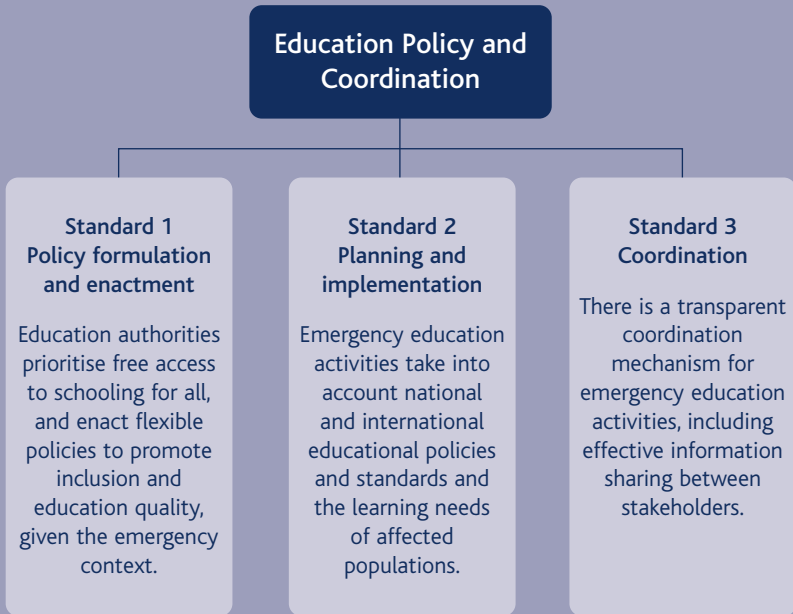 Education Policy and
Coordination
Standard 1
Policy formulation
and enactment
Education authorities
prioritise free access
to schooling for all,
and enact flexible
policies to promote
inclusion and
education quality,
given the emergency
context.
Standard 2
Planning and
implementation
Emergency education
activities take into
account national
and international
educational policies
and standards and
the learning needs
of affected
populations.
Standard 3
Coordination
There is a transparent
coordination
mechanism for
emergency education
activities, including
effective information
sharing between
stakeholders.